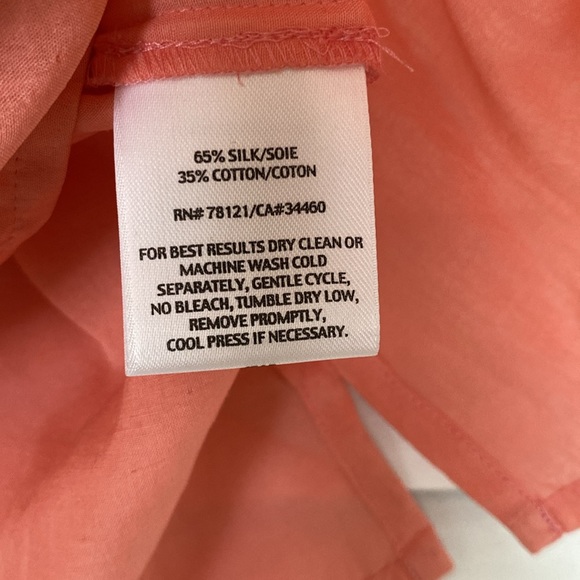 65% SILK/SOIE
35% COTTON/COTON
RN# 78121/CA#34460
FOR BEST RESULTS DRY CLEAN OR
MACHINE WASH COLD
SEPARATELY, GENTLE CYCLE,
NO BLEACH, TUMBLE DRY LOW,
REMOVE PROMPTLY,
COOL PRESS IF NECESSARY.